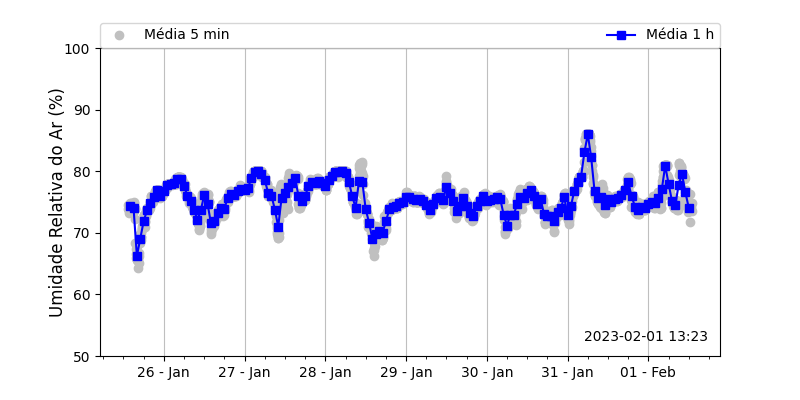 Média 5 min Média 1 h
100
90
80
70
60
50
Umidade Relativa do Ar (%)
2023-02-01 13:23
26 - Jan 27 - Jan 28 - Jan 29 - Jan 30 - Jan 31 - Jan 01 - Feb